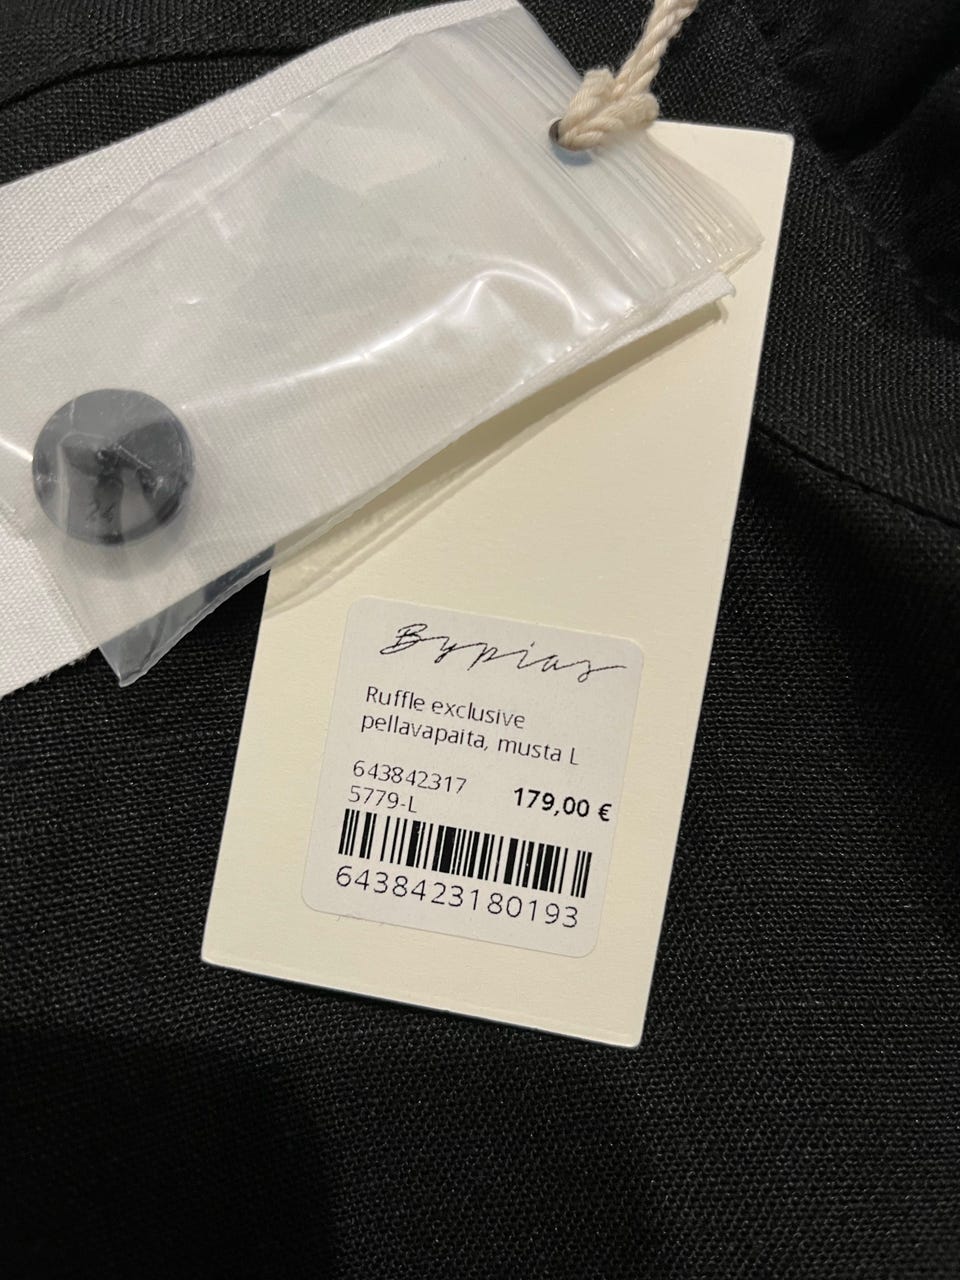 Bypias
Ruffle exclusive
pellavapaita, musta L
643842317
5779-L
179,00 €
6438423180193